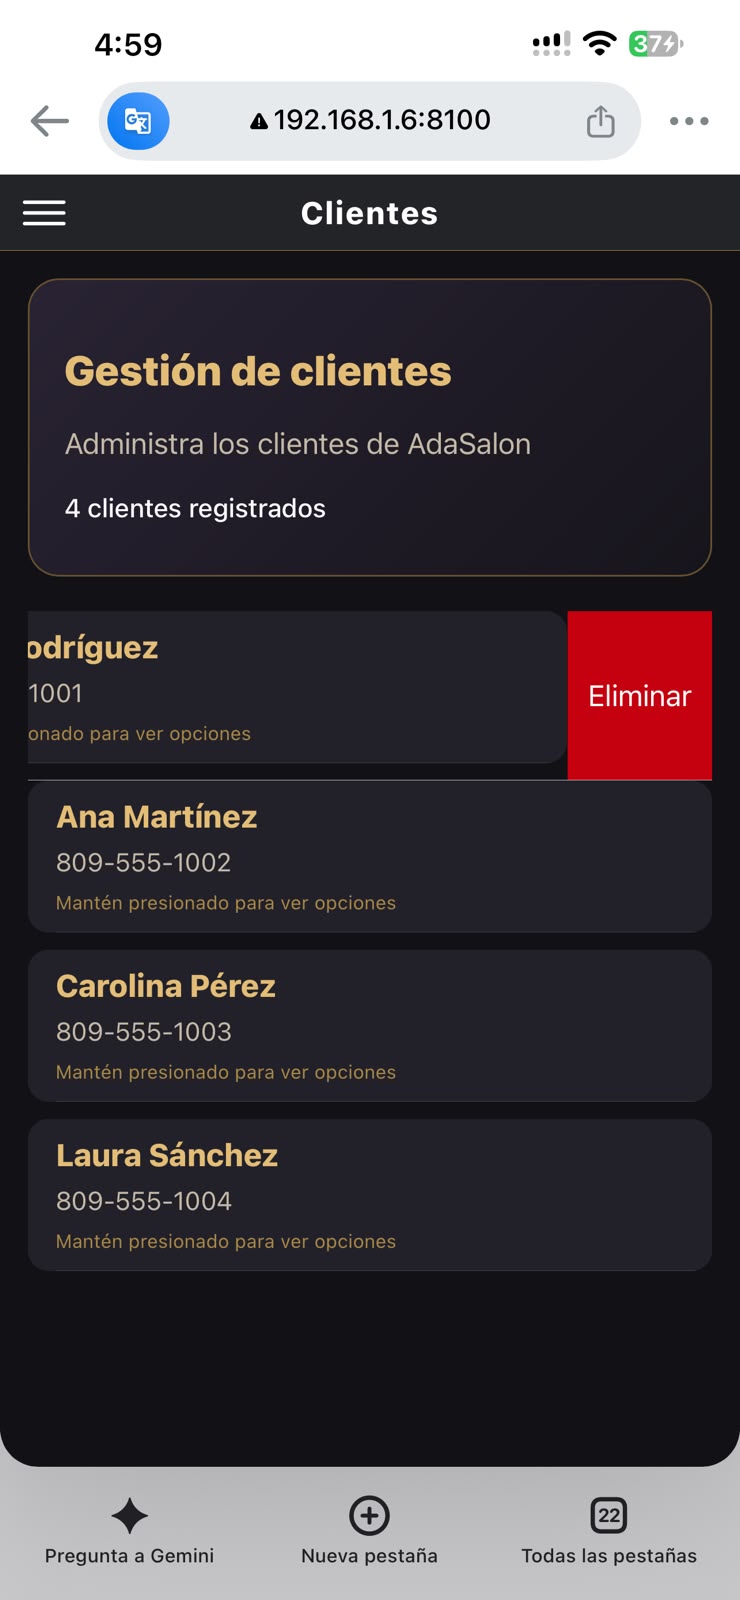 4:59
37
192.168.1.6:8100
Clientes
Gestión de clientes
Administra los clientes de AdaSalon
4 clientes registrados
odríguez
1001
onado para ver opciones
Eliminar
Ana Martínez
809-555-1002
Mantén presionado para ver opciones
Carolina Pérez
809-555-1003
Mantén presionado para ver opciones
Laura Sánchez
809-555-1004
Mantén presionado para ver opciones
22
Pregunta a Gemini
Nueva pestaña
Todas las pestañas